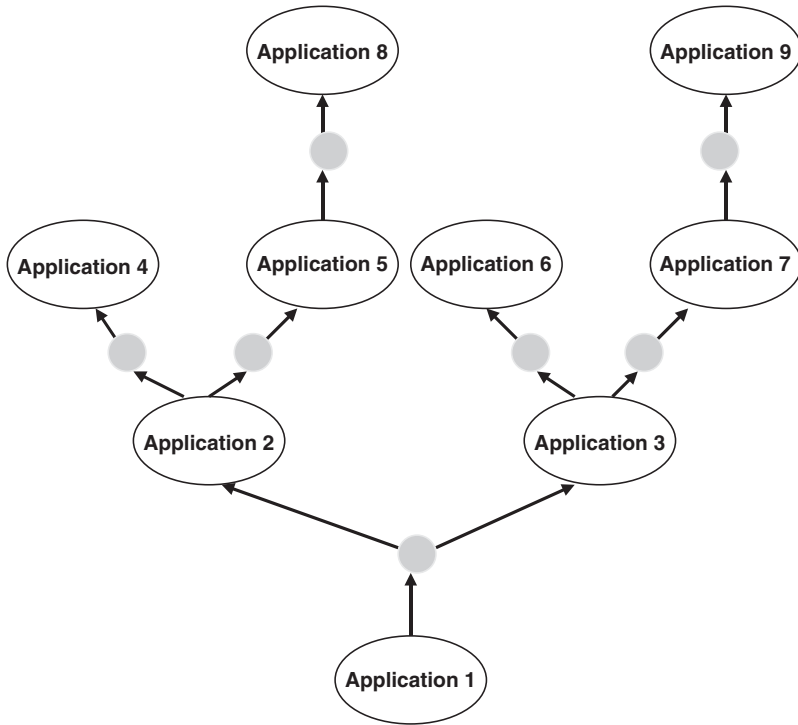 Application 8
Application 9
Application 4
Application 5
Application 6
Application 7
Application 2
Application 3
Application 1